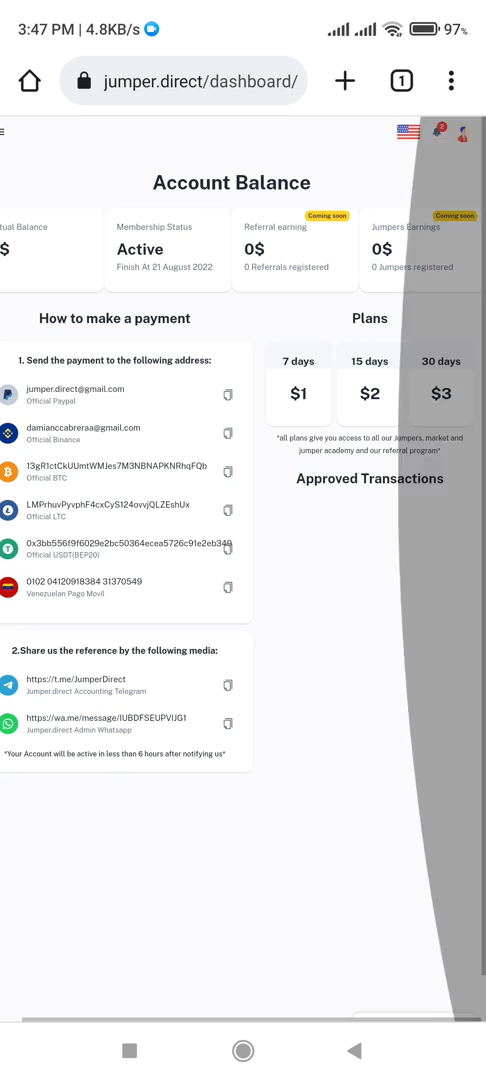 3:47 PM | 4.8KB/s
97%
jumper.direct/dashboard/
1
2
Account Balance
tual Balance
$
Membership Status
Active
Finish At 21 August 2022
Coming soon
Referral earning
0$
0 Referrals registered
Coming soon
Jumpers Earnings
0$
0 Jumpers registered
How to make a payment
1. Send the payment to the following address:
jumper.direct@gmail.com
Official Paypal
damianccabreraa@gmail.com
Official Binance
13gR1ctCkUUmtWMJes7M3NBNAPKNRhqFQb
Official BTC
LMPrhuvPyvphF4cxCyS124ovvjQLZEshUx
Official LTC
0x3bb556f9f6029e2bc50364ecea5726c91e2eb349
Official USDT(BEP20)
0102 04120918384 31370549
Venezuelan Pago Movil
2.Share us the reference by the following media:
https://t.me/JumperDirect
Jumper.direct Accounting Telegram
https://wa.me/message/IUBDFSEUPVIJG1
Jumper.direct Admin Whatsapp
*Your Account will be active in less than 6 hours after notifying us*
Plans
7 days
$1
15 days
$2
30 days
$3
*all plans give you access to all our Jumpers, market and
jumper academy and our referral program*
Approved Transactions